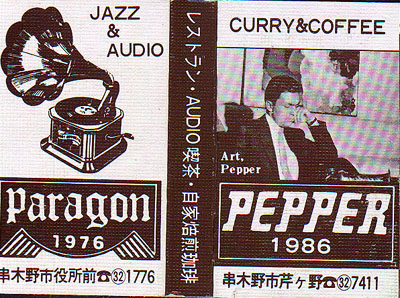 JAZZ
&
AUDIO
Paragon
1976
串木野市役所前☎㉜1776
レストラン・AUDIO喫茶・自家焙煎珈琲
CURRY&COFFEE
Art,
Pepper
PEPPER
1986
串木野市芹ヶ野☎㉜7411